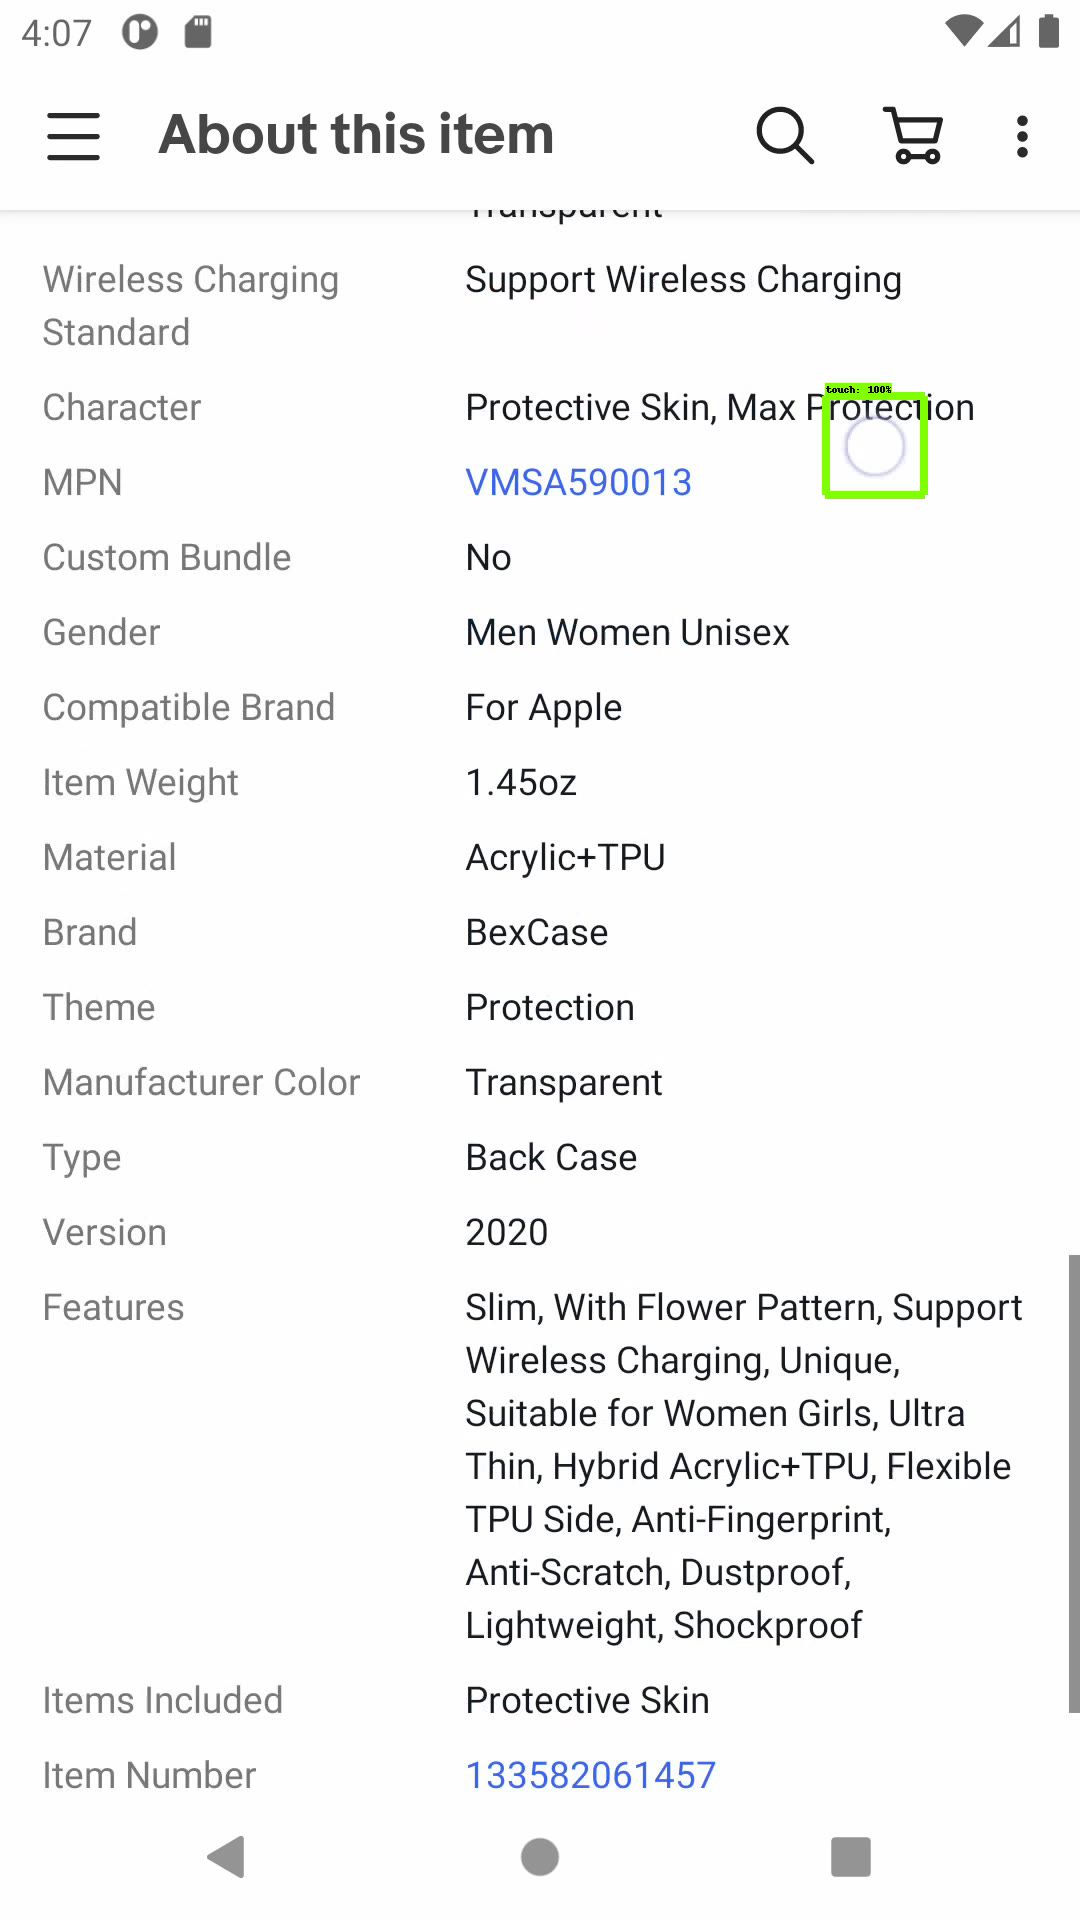 4:07
About this item
Transparent
Wireless Charging Standard
Support Wireless Charging
touch: 100%
Character
Protective Skin, Max Protection
MPN
VMSA590013
Custom Bundle
No
Gender
Men Women Unisex
Compatible Brand
For Apple
Item Weight
1.45oz
Material
Acrylic+TPU
Brand
BexCase
Theme
Protection
Manufacturer Color
Transparent
Type
Back Case
Version
2020
Features
Slim, With Flower Pattern, Support
Wireless Charging, Unique,
Suitable for Women Girls, Ultra
Thin, Hybrid Acrylic+TPU, Flexible
TPU Side, Anti-Fingerprint,
Anti-Scratch, Dustproof,
Lightweight, Shockproof
Items Included
Protective Skin
Item Number
133582061457